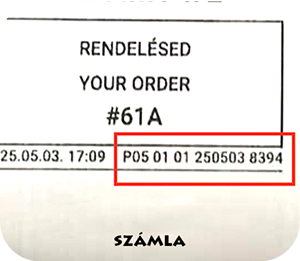 RENDELÉSED
YOUR ORDER
#61A
25.05.03. 17:09 P05 01 01 250503 8394
SZÁMLA